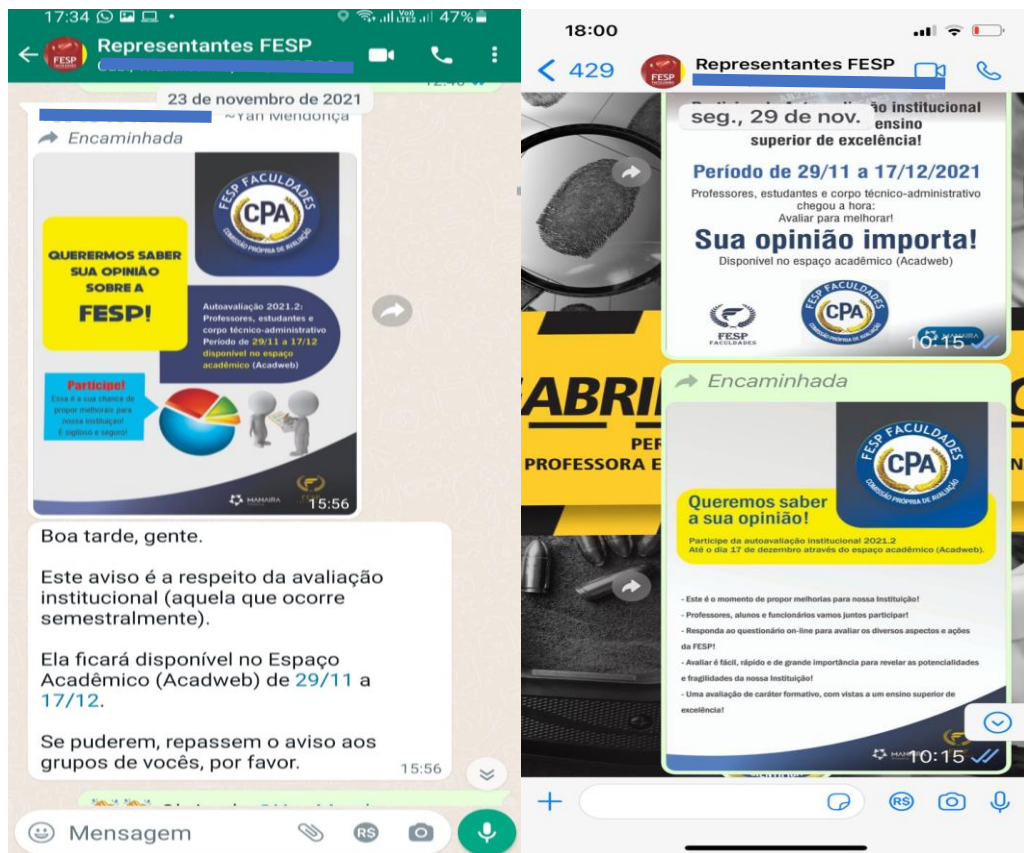 17:34
47%
Representantes FESP
FESP
23 de novembro de 2021
~Yan Mendonça
Encaminhada
FESP FACULDADES
CPA
COMISSÃO PRÓPRIA DE AVALIAÇÃO
QUERERMOS SABER
SUA OPINIÃO
SOBRE A
FESP!
Autoavaliação 2021.2:
Professores, estudantes e
corpo técnico-administrativo
Período de 29/11 a 17/12
disponível no espaço
acadêmico (Acadweb)
Participe!
Essa é a sua chance de
propor melhorais para
nossa instituição!
É sigiloso e seguro!
MANAIRA
FESP
15:56
Boa tarde, gente.
Este aviso é a respeito da avaliação
institucional (aquela que ocorre
semestralmente).
Ela ficará disponível no Espaço
Acadêmico (Acadweb) de 29/11 a
17/12.
Se puderem, repassem o aviso aos
grupos de vocês, por favor.
15:56
Mensagem
R$
18:00
429
Representantes FESP
FESP
institucional
seg., 29 de nov.
ensino
superior de excelência!
Período de 29/11 a 17/12/2021
Professores, estudantes e corpo técnico-administrativo
chegou a hora:
Avaliar para melhorar!
Sua opinião importa!
Disponível no espaço acadêmico (Acadweb)
FESP
FACULDADES
FESP FACULDADES
CPA
COMISSÃO PRÓPRIA DE AVALIAÇÃO
MANAIRA
10:15
Encaminhada
ABRI
PER
PROFESSORA E
FESP FACULDADES
CPA
COMISSÃO PRÓPRIA DE AVALIAÇÃO
Queremos saber
a sua opinião!
Participe da autoavaliação institucional 2021.2
Até o dia 17 de dezembro através do espaço acadêmico (Acadweb).
- Este é o momento de propor melhorias para nossa Instituição!
- Professores, alunos e funcionários vamos juntos participar!
- Responda ao questionário on-line para avaliar os diversos aspectos e ações
da FESP!
- Avaliar é fácil, rápido e de grande importância para revelar as potencialidades
e fragilidades da nossa Instituição!
- Uma avaliação de caráter formativo, com vistas a um ensino superior de
excelência!
10:15
R$